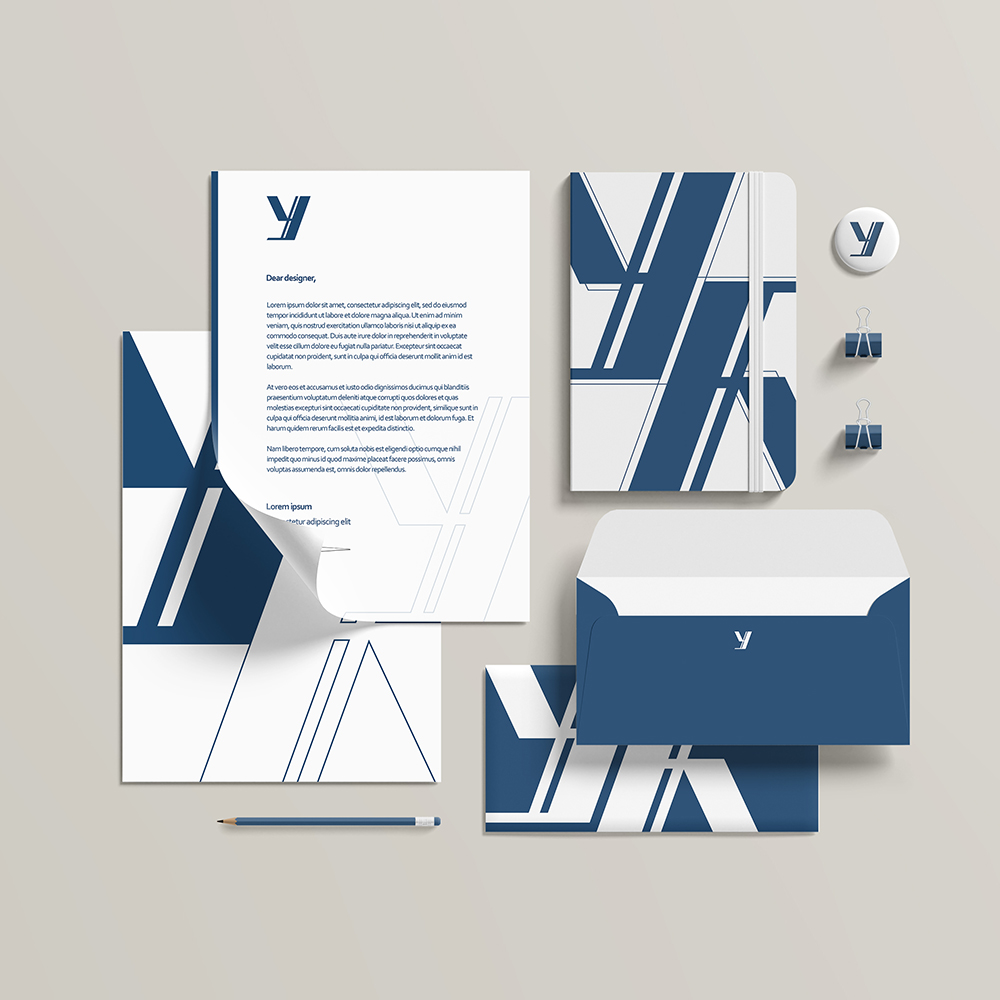 y
Dear designer,
Lorem ipsum dolor sit amet, consectetur adipiscing elit, sed do eiusmod
tempor incididunt ut labore et dolore magna aliqua. Ut enim ad minim
veniam, quis nostrud exercitation ullamco laboris nisi ut aliquip ex ea
commodo consequat. Duis aute irure dolor in reprehenderit in voluptate
velit esse cillum dolore eu fugiat nulla pariatur. Excepteur sint occaecat
cupidatat non proident, sunt in culpa qui officia deserunt mollit anim id est
laborum.
At vero eos et accusamus et iusto odio dignissimos ducimus qui blanditiis
praesentium voluptatum deleniti atque corrupti quos dolores et quas
molestias excepturi sint occaecati cupiditate non provident, similique sunt in
culpa qui officia deserunt mollitia animi, id est laborum et dolorum fuga. Et
harum quidem rerum facilis est et expedita distinctio.
Nam libero tempore, cum soluta nobis est eligendi optio cumque nihil
impedit quo minus id quod maxime placeat facere possimus, omnis
voluptas assumenda est, omnis dolor repellendus.
Lorem ipsum
ctetur adipiscing elit
y
y